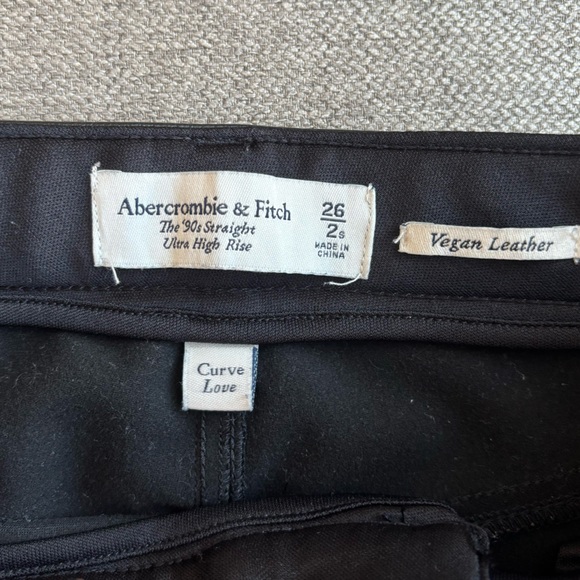 Abercrombie & Fitch
The '90s Straight
Ultra High Rise
26
2S
MADE IN
CHINA
Vegan Leather
Curve
Love